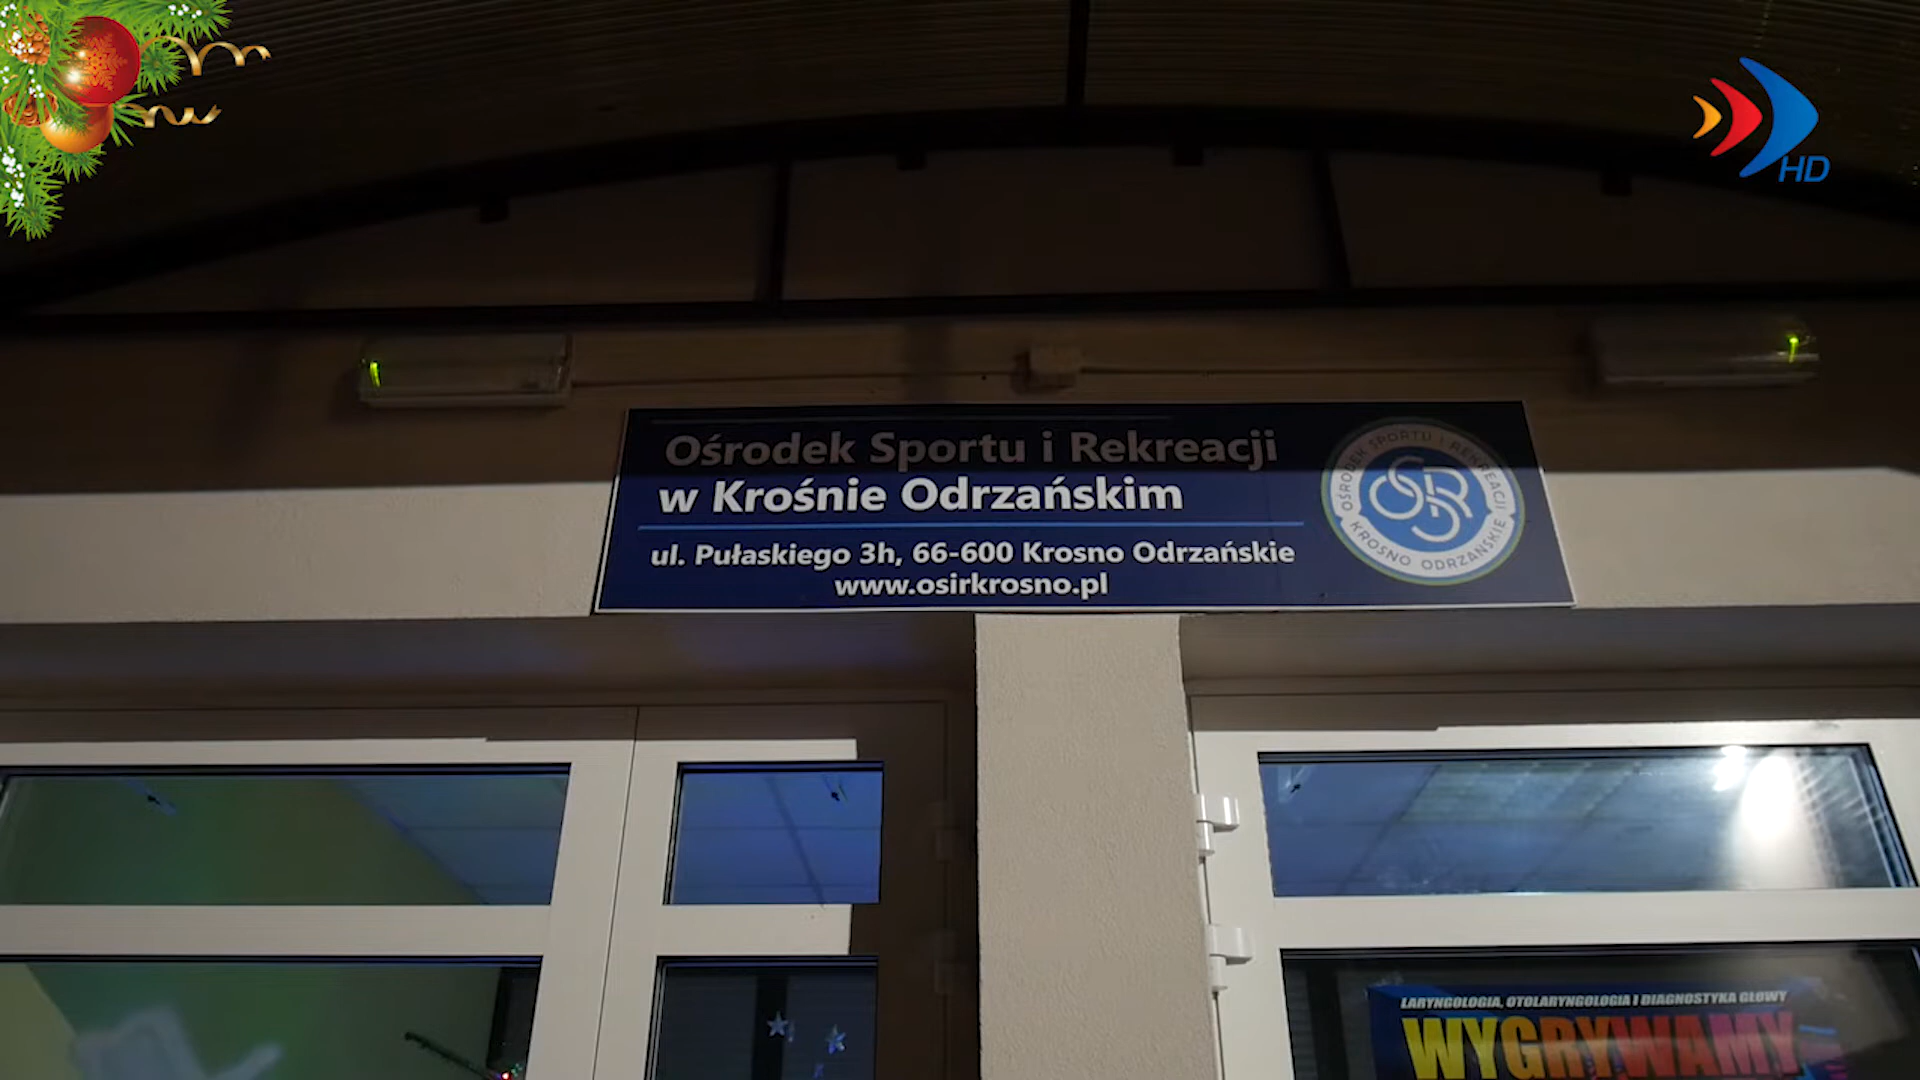 HD
Ośrodek Sportu i Rekreacji
w Krośnie Odrzańskim
ul. Pułaskiego 3h, 66-600 Krosno Odrzańskie
www.osirkrosno.pl
OŚRODEK SPORTU I REKREACJI
KROSNO ODRZAŃSKIE
OSIR
LARYNGOLOGIA, OTOLARYNGOLOGIA I DIAGNOSTYKA GŁOWY
WYGRYWAMY